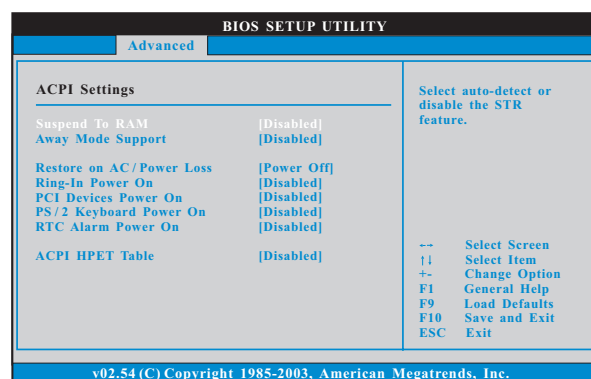 BIOS SETUP UTILITY
Advanced
ACPI Settings
Suspend To RAM [Disabled]
Away Mode Support [Disabled]
Restore on AC / Power Loss [Power Off]
Ring-In Power On [Disabled]
PCI Devices Power On [Disabled]
PS / 2 Keyboard Power On [Disabled]
RTC Alarm Power On [Disabled]
ACPI HPET Table [Disabled]
Select auto-detect or
disable the STR
feature.
←→ Select Screen
↑↓ Select Item
+- Change Option
F1 General Help
F9 Load Defaults
F10 Save and Exit
ESC Exit
v02.54 (C) Copyright 1985-2003, American Megatrends, Inc.